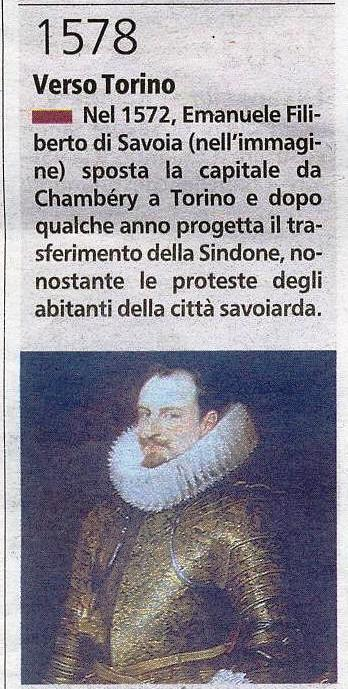 1578
Verso Torino
Nel 1572, Emanuele Fili-
berto di Savoia (nell'immagi-
ne) sposta la capitale da
Chambéry a Torino e dopo
qualche anno progetta il tra-
sferimento della Sindone, no-
nostante le proteste degli
abitanti della città savoiarda.